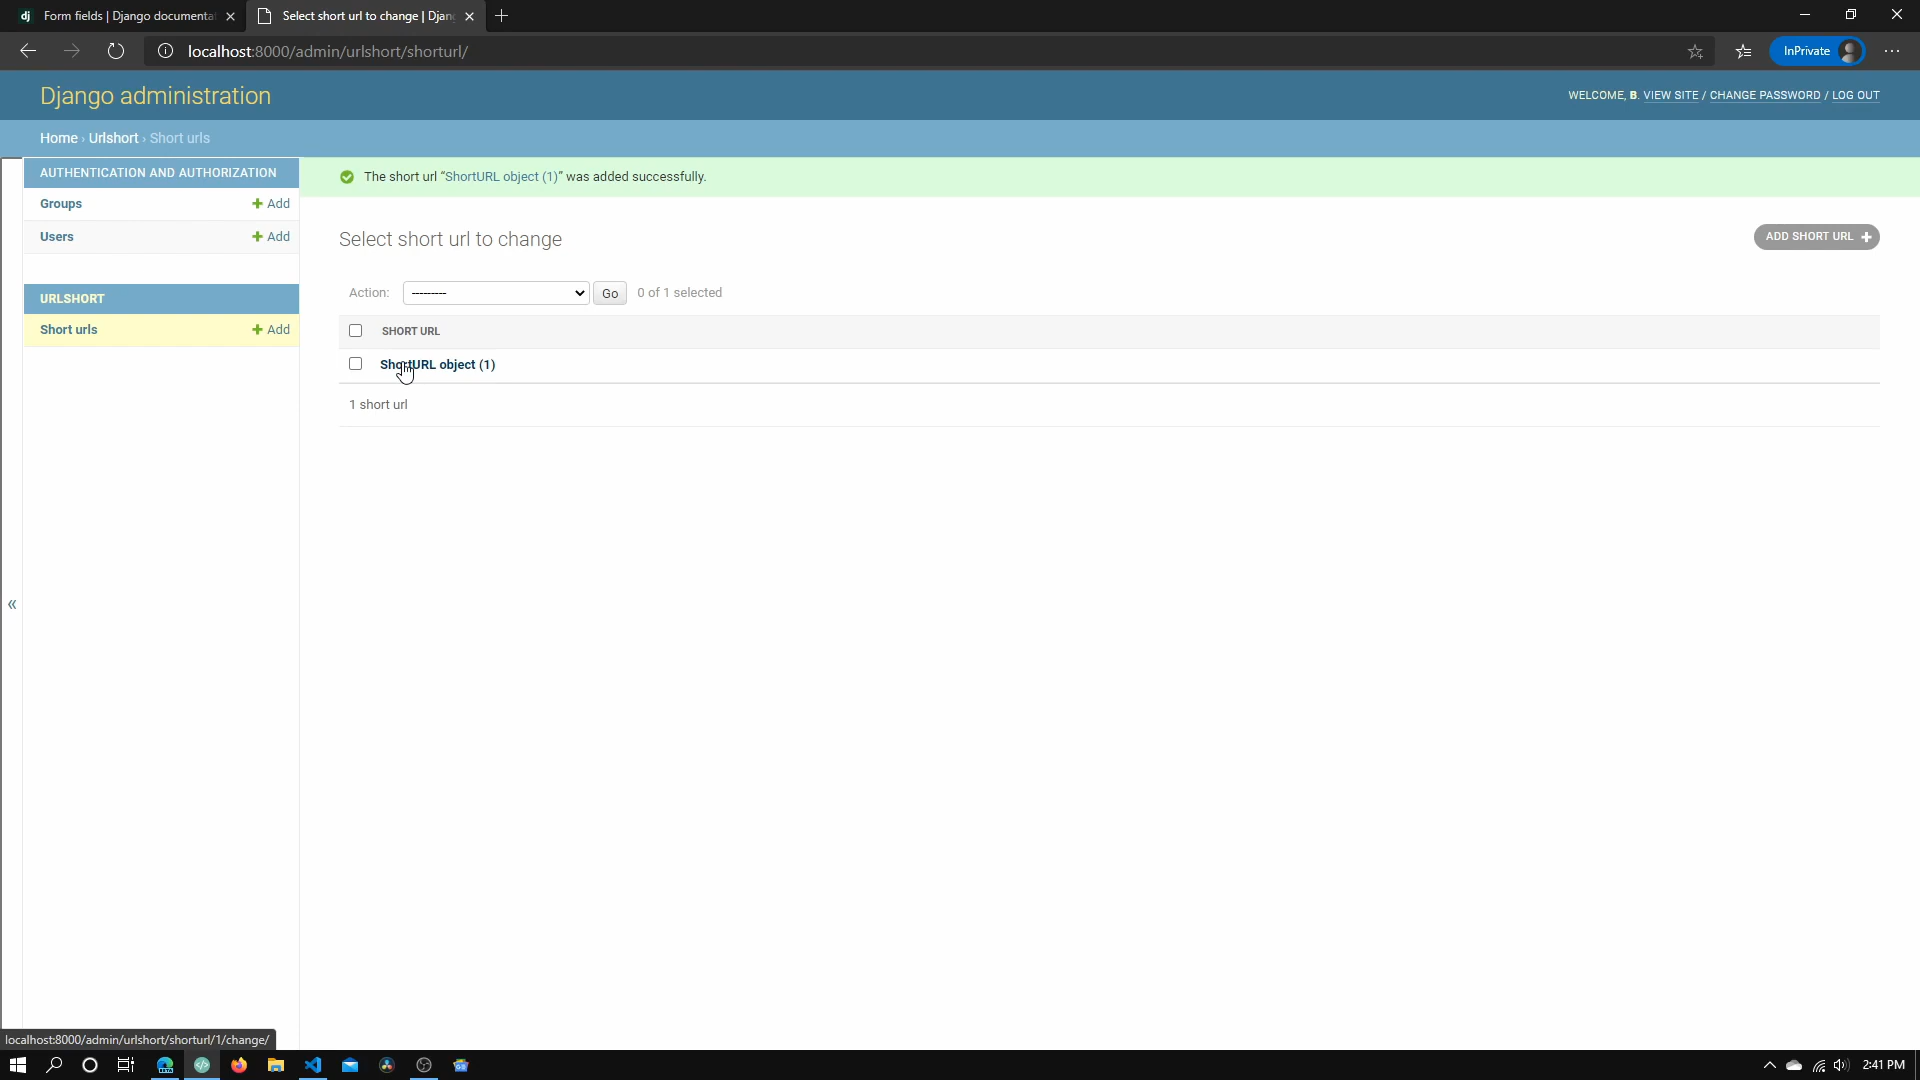 Form fields | Django documenta
Select short url to change | Djan
localhost:8000/admin/urlshort/shorturl/
InPrivate
Django administration
WELCOME, B. VIEW SITE / CHANGE PASSWORD / LOG OUT
Home › Urlshort › Short urls
AUTHENTICATION AND AUTHORIZATION
Groups + Add
Users + Add
URLSHORT
Short urls + Add
«
The short url “ShortURL object (1)” was added successfully.
Select short url to change
ADD SHORT URL +
Action: --------- Go 0 of 1 selected
SHORT URL
ShortURL object (1)
1 short url
localhost:8000/admin/urlshort/shorturl/1/change/
2:41 PM